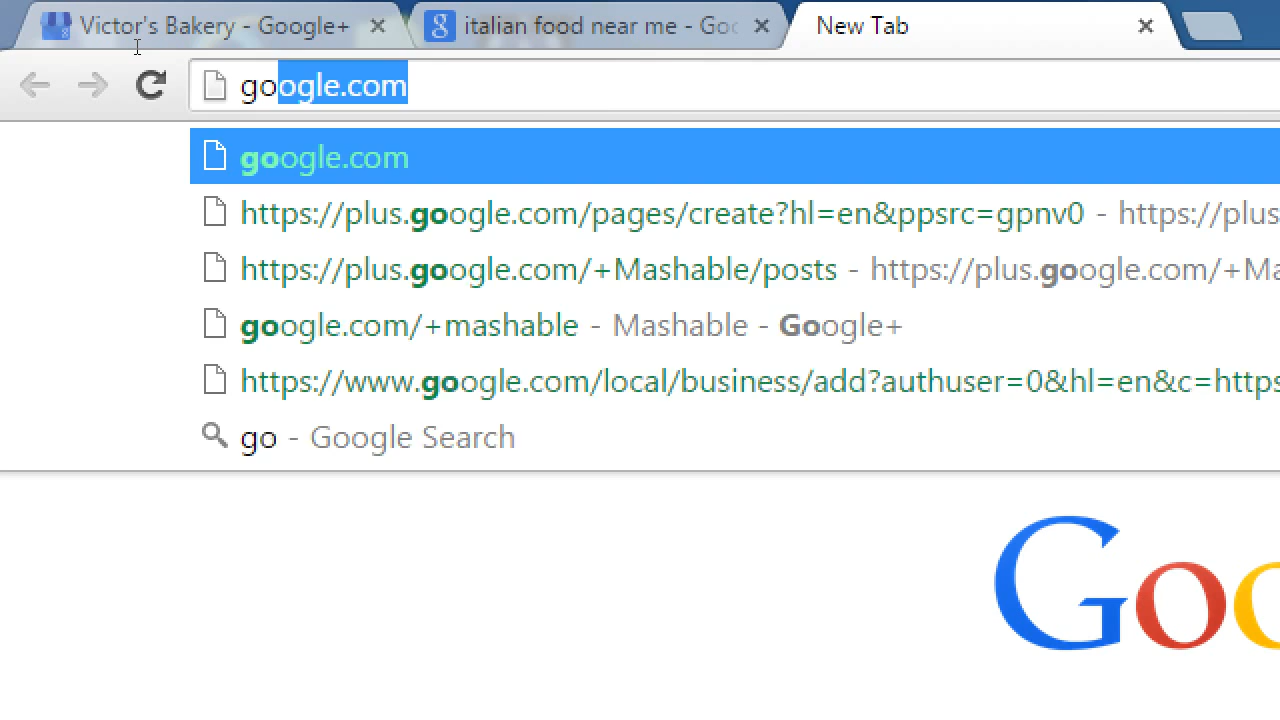 Victor's Bakery - Google+
italian food near me - Goo
New Tab
google.com
google.com
https://plus.google.com/pages/create?hl=en&ppsrc=gpnv0 - https://plus
https://plus.google.com/+Mashable/posts - https://plus.google.com/+Ma
google.com/+mashable - Mashable - Google+
https://www.google.com/local/business/add?authuser=0&hl=en&c=https
go - Google Search
Goo